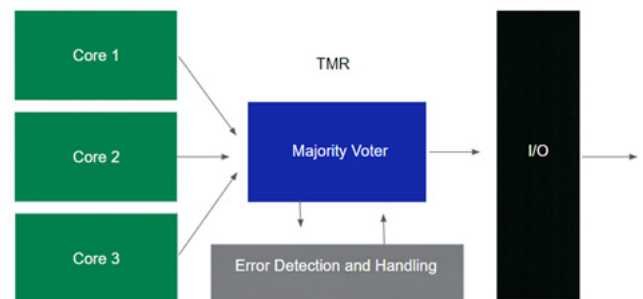 Core 1
TMR
Core 2
Majority Voter
I/O
Core 3
Error Detection and Handling